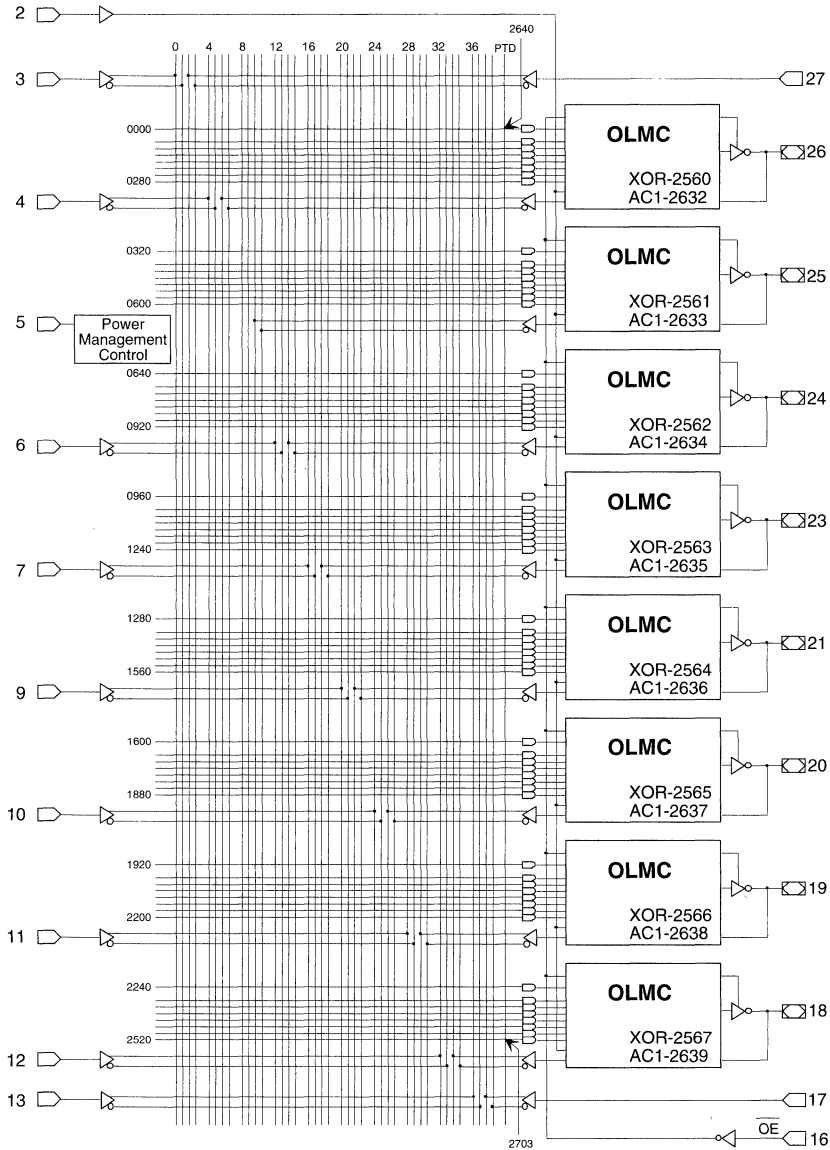 2
2640
0 4 8 12 16 20 24 28 32 36 PTD
3
27
0000
OLMC
26
0280
XOR-2560
AC1-2632
4
0320
OLMC
25
0600
XOR-2561
AC1-2633
5
Power
Management
Control
0640
OLMC
24
0920
XOR-2562
AC1-2634
6
0960
OLMC
23
1240
XOR-2563
AC1-2635
7
1280
OLMC
21
1560
XOR-2564
AC1-2636
9
1600
OLMC
20
1880
XOR-2565
AC1-2637
10
1920
OLMC
19
2200
XOR-2566
AC1-2638
11
2240
OLMC
18
2520
XOR-2567
AC1-2639
12
13
17
OE
16
2703